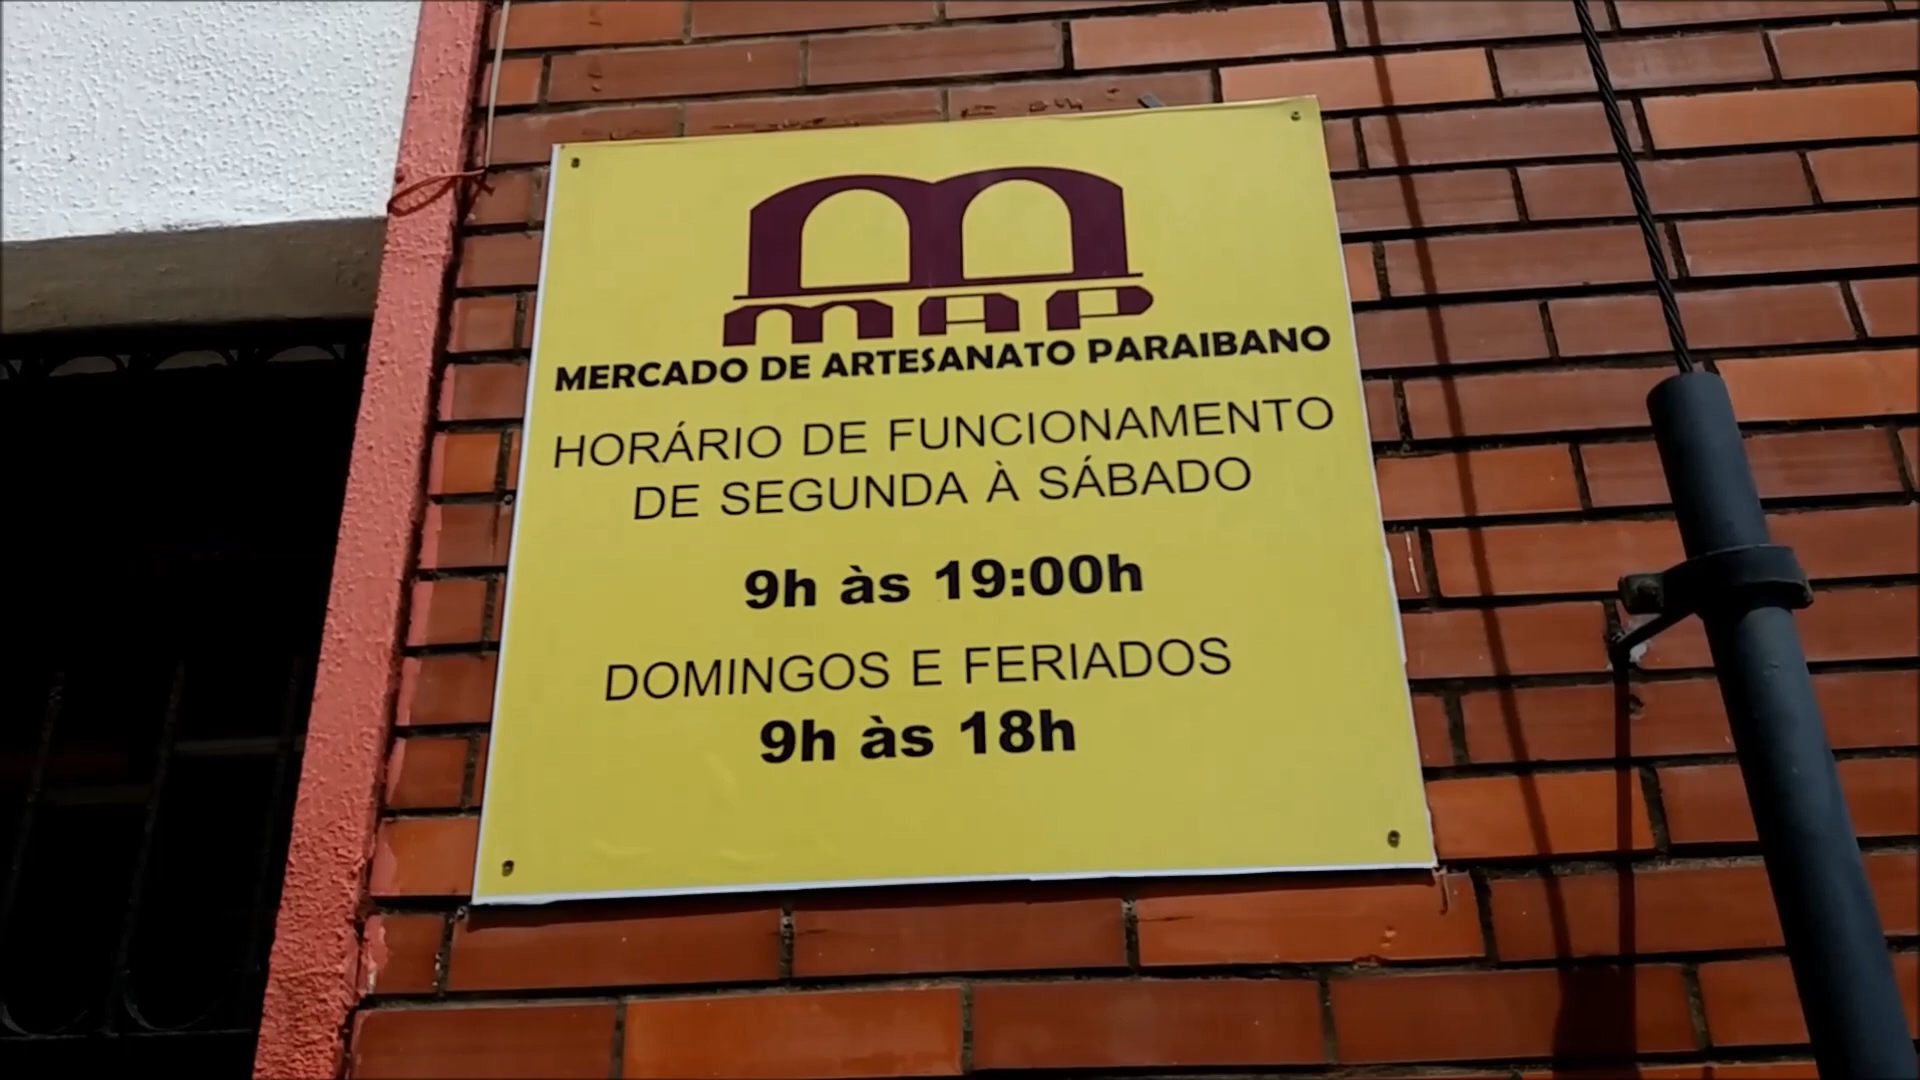 MAP
MERCADO DE ARTESANATO PARAIBANO
HORÁRIO DE FUNCIONAMENTO
DE SEGUNDA À SÁBADO
9h às 19:00h
DOMINGOS E FERIADOS
9h às 18h